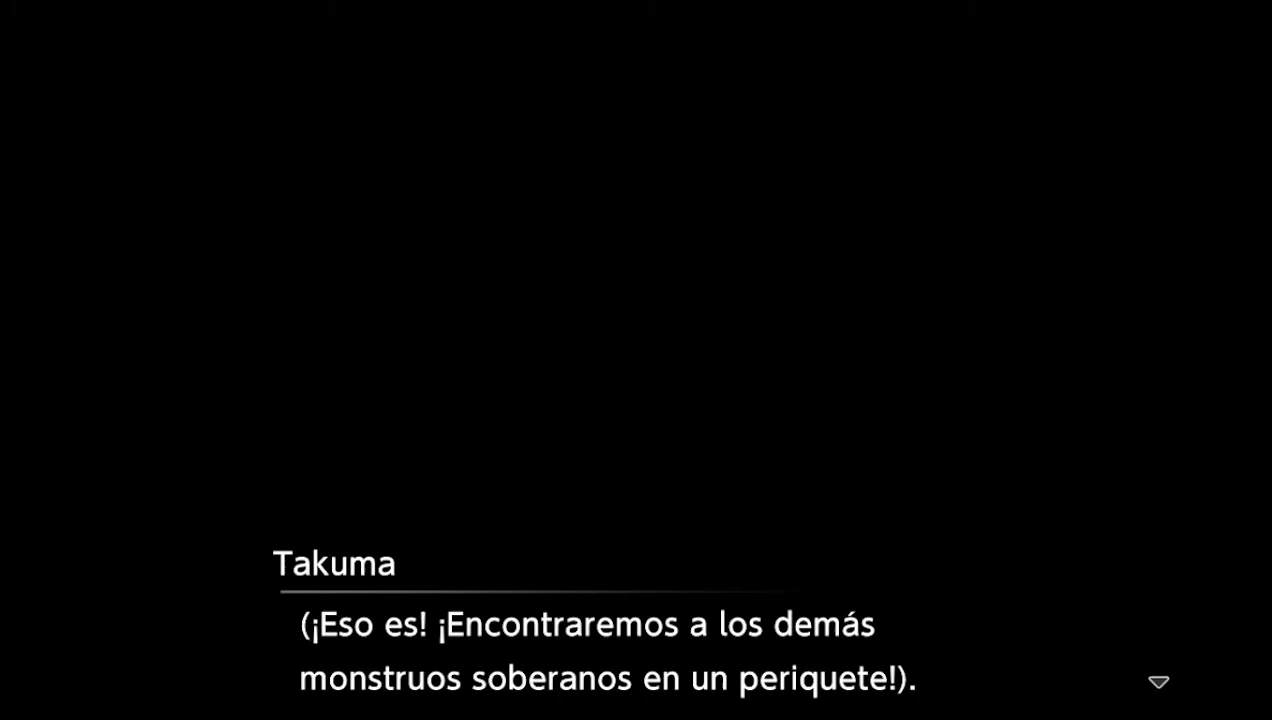 Takuma
(¡Eso es! ¡Encontraremos a los demás
monstruos soberanos en un periquete!).